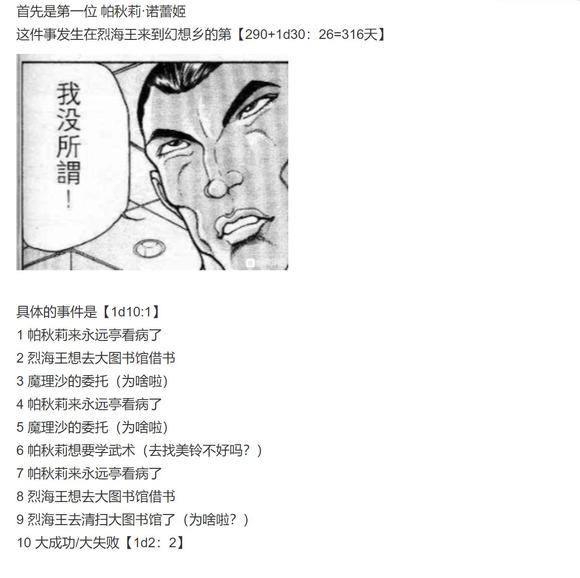 首先是第一位 帕秋莉·诺蕾姬
这件事发生在烈海王来到幻想乡的第【290+1d30：26=316天】
我没所謂！
具体的事件是【1d10:1】
1 帕秋莉来永远亭看病了
2 烈海王想去大图书馆借书
3 魔理沙的委托（为啥啦）
4 帕秋莉来永远亭看病了
5 魔理沙的委托（为啥啦）
6 帕秋莉想要学武术（去找美铃不好吗？）
7 帕秋莉来永远亭看病了
8 烈海王想去大图书馆借书
9 烈海王去清扫大图书馆了（为啥啦？）
10 大成功/大失败【1d2：2】